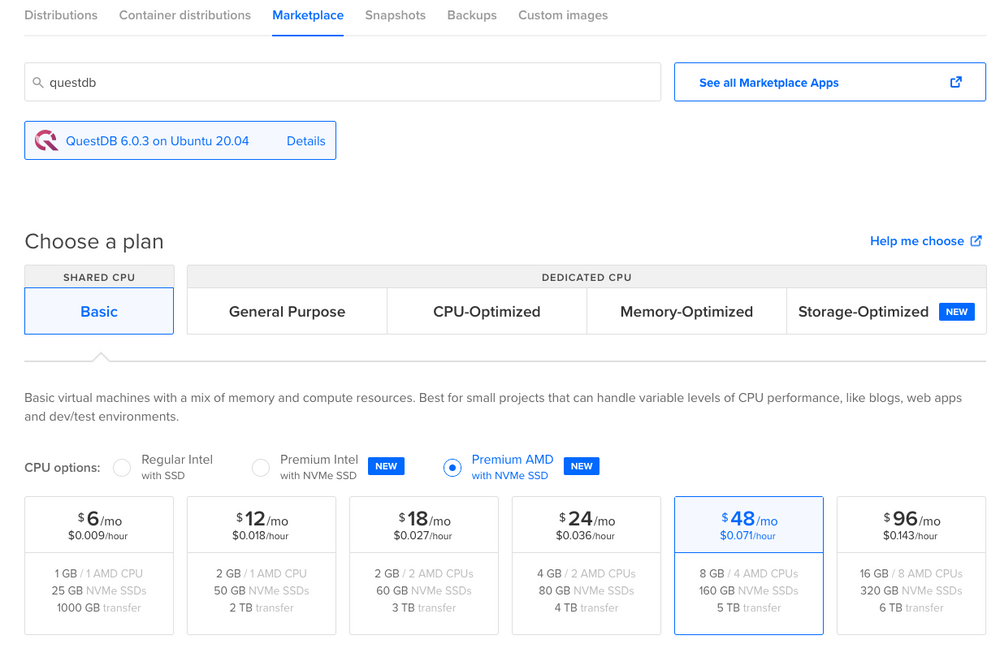 Distributions Container distributions Marketplace Snapshots Backups Custom images
questdb
See all Marketplace Apps
QuestDB 6.0.3 on Ubuntu 20.04 Details
Choose a plan
Help me choose
SHARED CPU DEDICATED CPU
Basic General Purpose CPU-Optimized Memory-Optimized Storage-Optimized NEW
Basic virtual machines with a mix of memory and compute resources. Best for small projects that can handle variable levels of CPU performance, like blogs, web apps
and dev/test environments.
CPU options:
Regular Intel
with SSD
Premium Intel
with NVMe SSD
NEW
Premium AMD
with NVMe SSD
NEW
$6/mo
$0.009/hour
1 GB / 1 AMD CPU
25 GB NVMe SSDs
1000 GB transfer
$12/mo
$0.018/hour
2 GB / 1 AMD CPU
50 GB NVMe SSDs
2 TB transfer
$18/mo
$0.027/hour
2 GB / 2 AMD CPUs
60 GB NVMe SSDs
3 TB transfer
$24/mo
$0.036/hour
4 GB / 2 AMD CPUs
80 GB NVMe SSDs
4 TB transfer
$48/mo
$0.071/hour
8 GB / 4 AMD CPUs
160 GB NVMe SSDs
5 TB transfer
$96/mo
$0.143/hour
16 GB / 8 AMD CPUs
320 GB NVMe SSDs
6 TB transfer